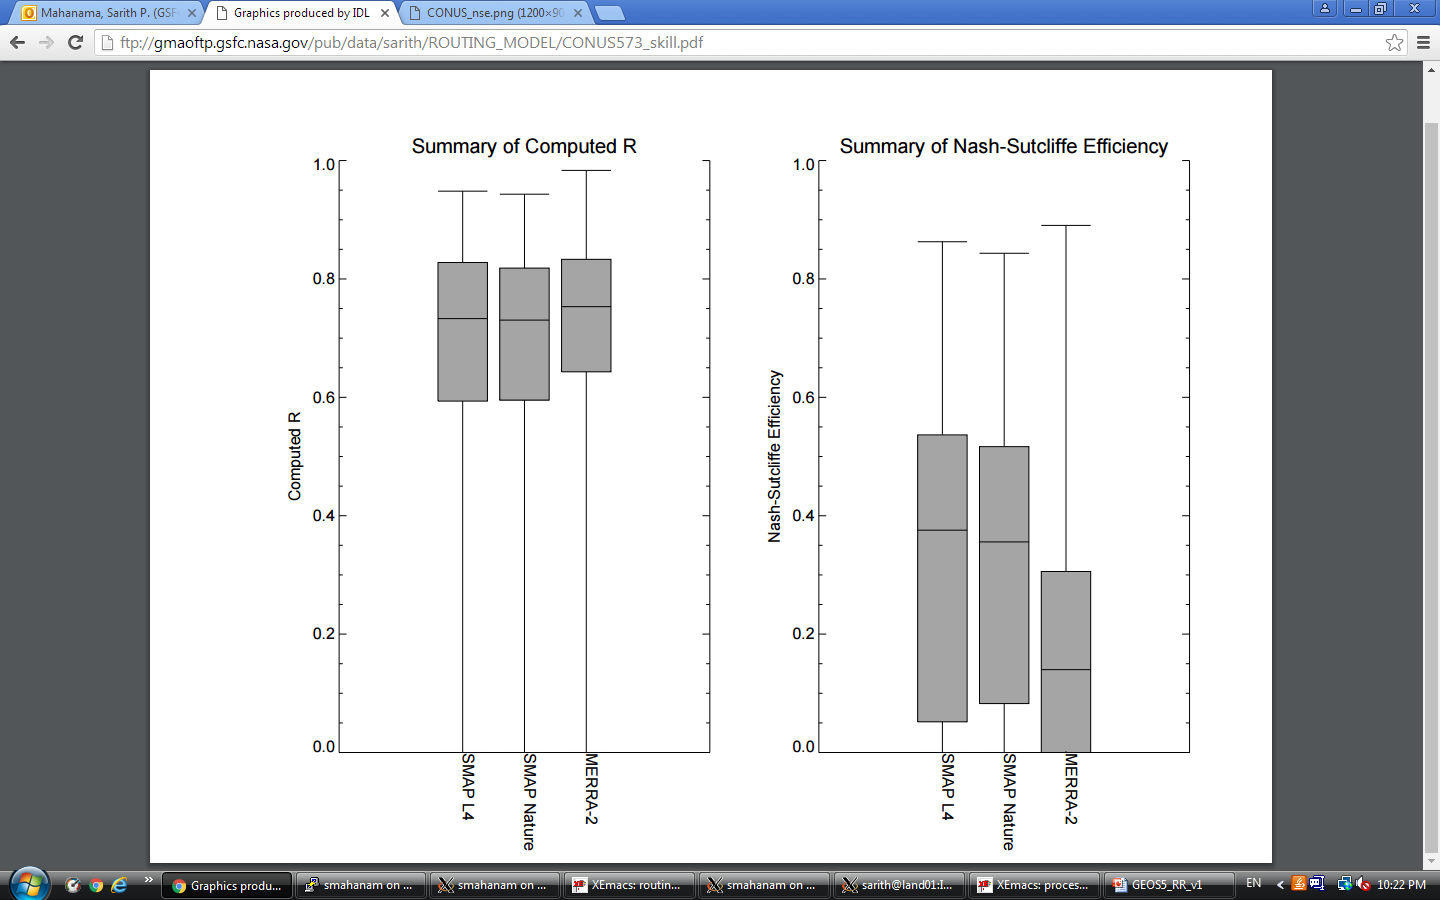 Mahanama, Sarith P. (GSF
Graphics produced by IDL
CONUS_nse.png (1200×90
ftp://gmaoftp.gsfc.nasa.gov/pub/data/sarith/ROUTING_MODEL/CONUS573_skill.pdf
Summary of Computed R
1.0
0.8
0.6
0.4
0.2
0.0
Computed R
SMAP L4
SMAP Nature
MERRA-2
Summary of Nash-Sutcliffe Efficiency
1.0
0.8
0.6
0.4
0.2
0.0
Nash-Sutcliffe Efficiency
SMAP L4
SMAP Nature
MERRA-2
Graphics produ...
smahanam on ...
smahanam on ...
XEmacs: routin...
smahanam on ...
sarith@land01:I...
XEmacs: proces...
GEOS5_RR_v1
EN
10:22 PM